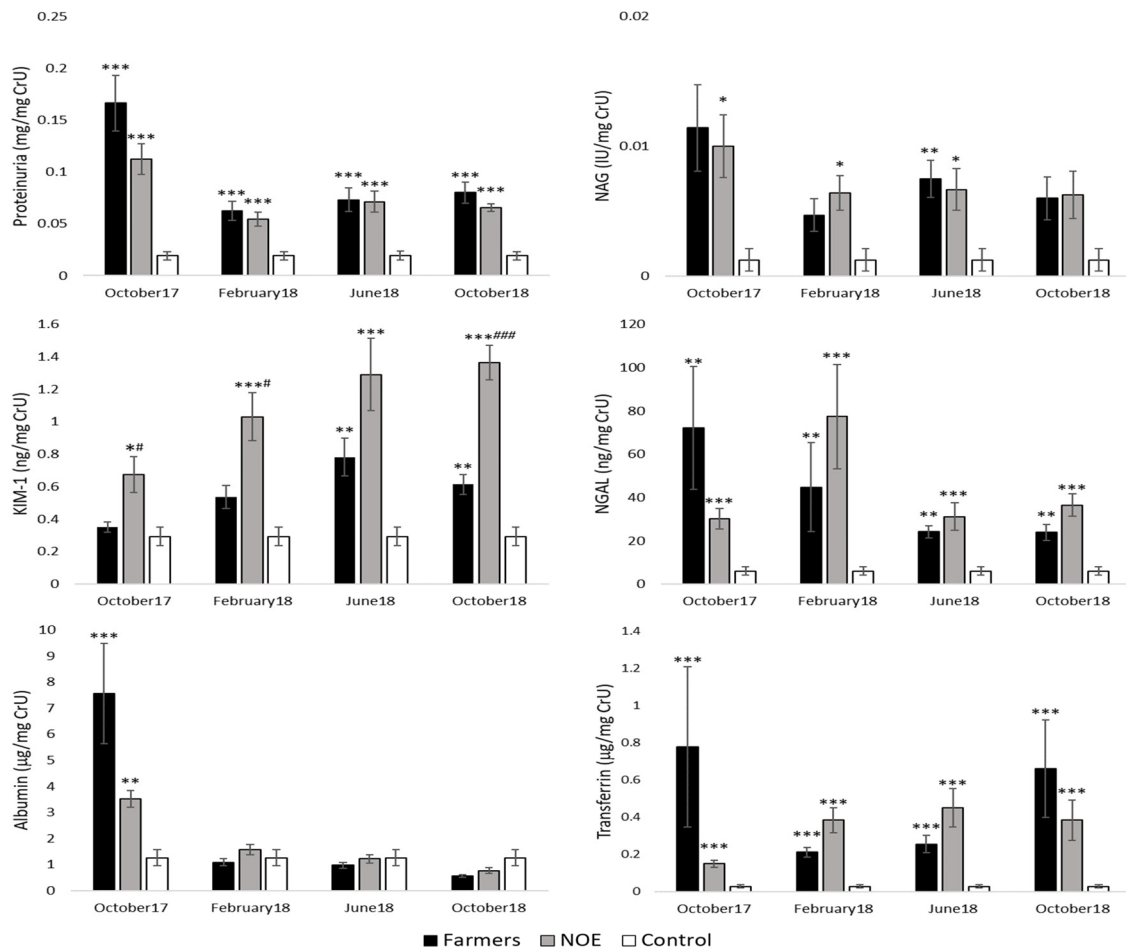 Proteinuria (mg/mg CrU)
0.25
0.2
0.15
0.1
0.05
0
*** *** *** *** *** *** *** ***
October17 February18 June18 October18
NAG (IU/mg CrU)
0.02
0.01
0
* * ** *
October17 February18 June18 October18
KIM-1 (ng/mg CrU)
1.6
1.4
1.2
1
0.8
0.6
0.4
0.2
0
*# ***# ** *** ** ***###
October17 February18 June18 October18
NGAL (ng/mg CrU)
120
100
80
60
40
20
0
** *** ** *** ** *** ** ***
October17 February18 June18 October18
Albumin (µg/mg CrU)
10
9
8
7
6
5
4
3
2
1
0
*** **
October17 February18 June18 October18
Transferrin (µg/mg CrU)
1.4
1.2
1
0.8
0.6
0.4
0.2
0
*** *** *** *** *** *** *** ***
October17 February18 June18 October18
Farmers NOE Control